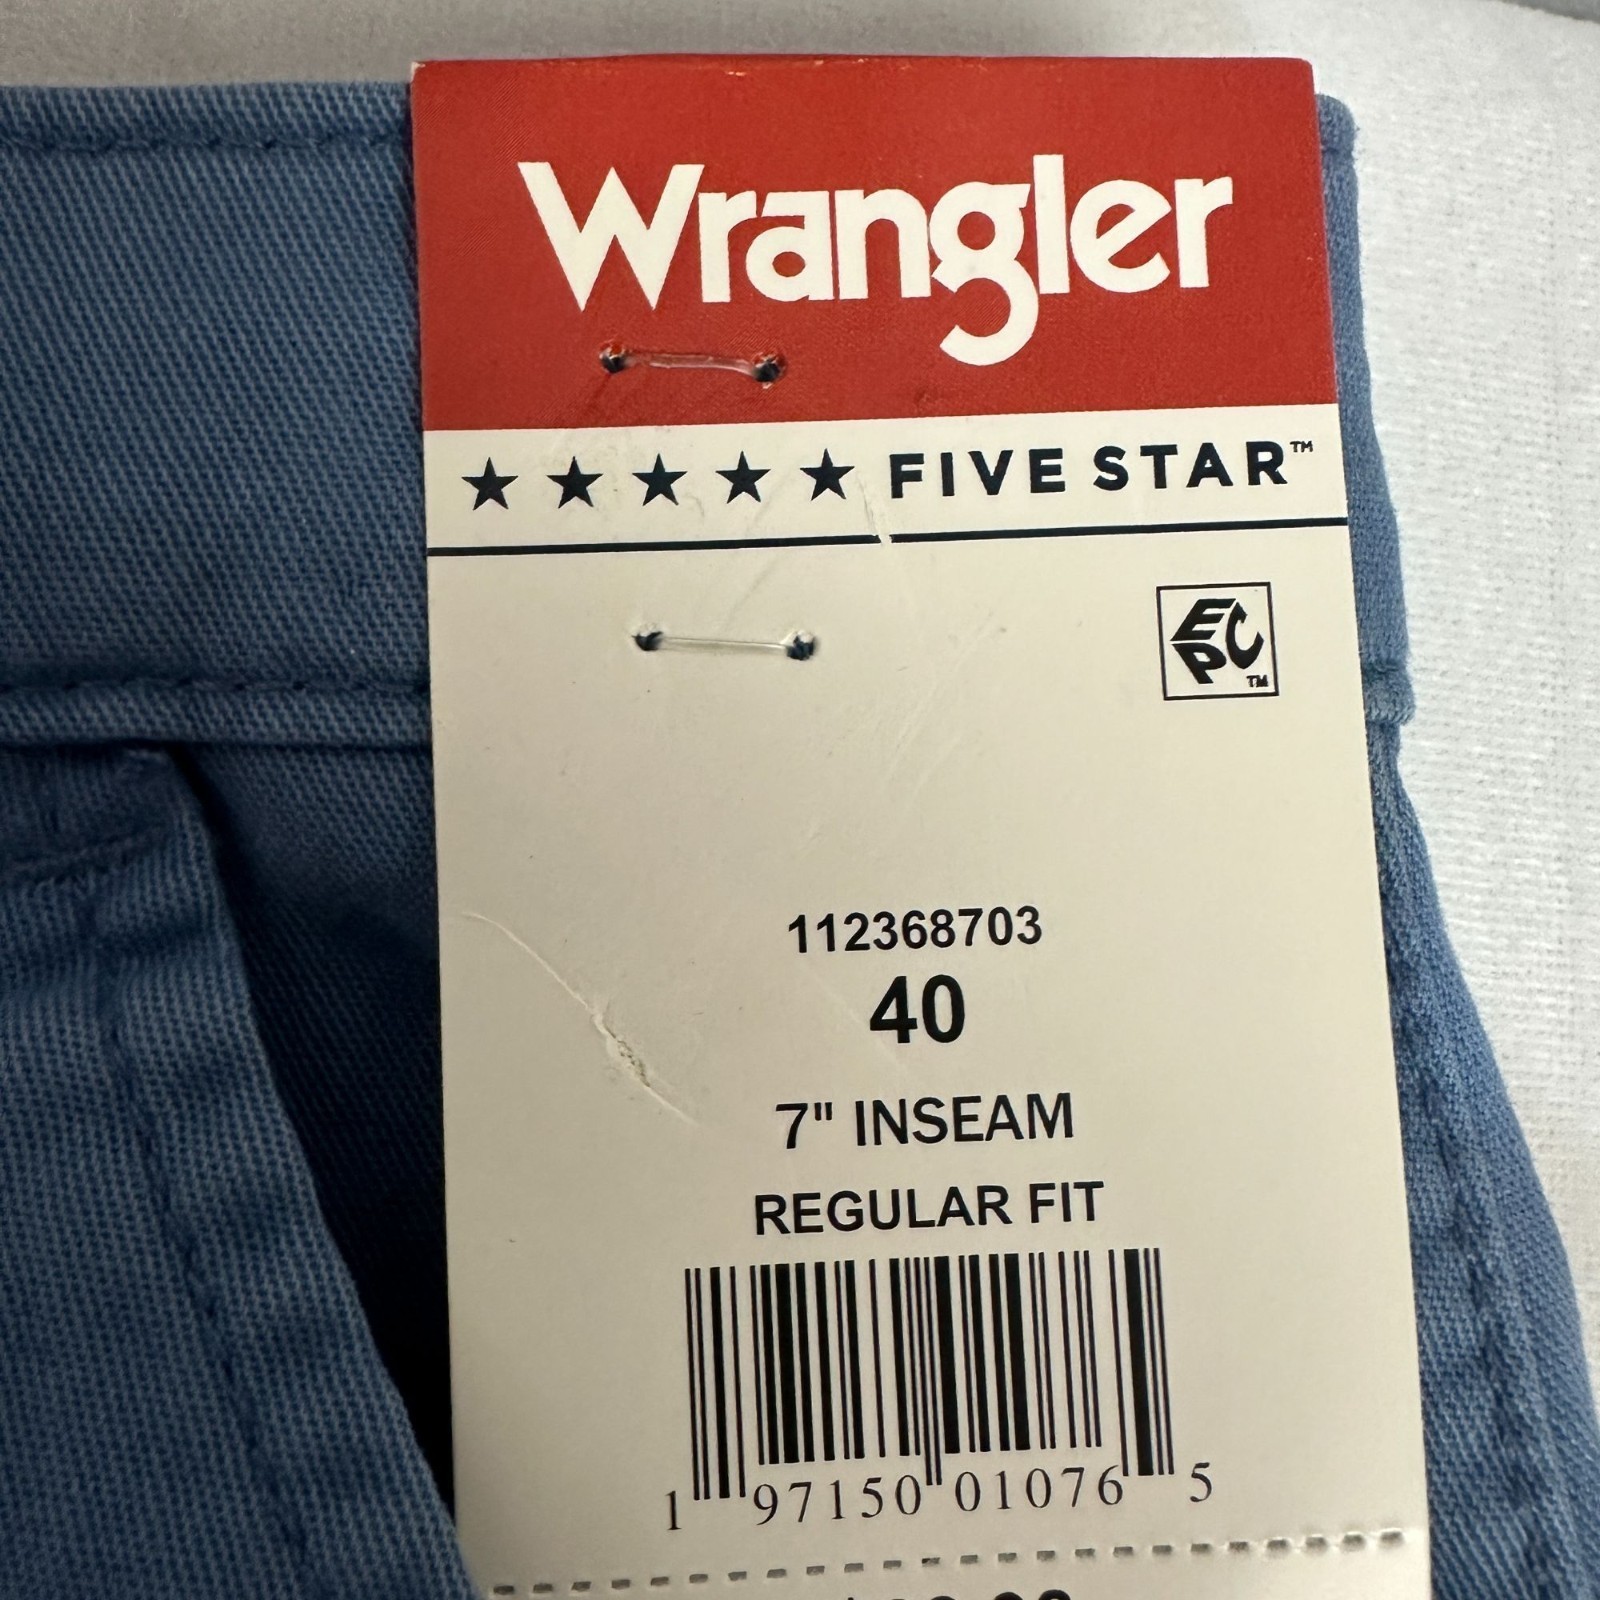 Wrangler
★★★★★ FIVE STAR™
EPC™
112368703
40
7" INSEAM
REGULAR FIT
1 97150 01076 5